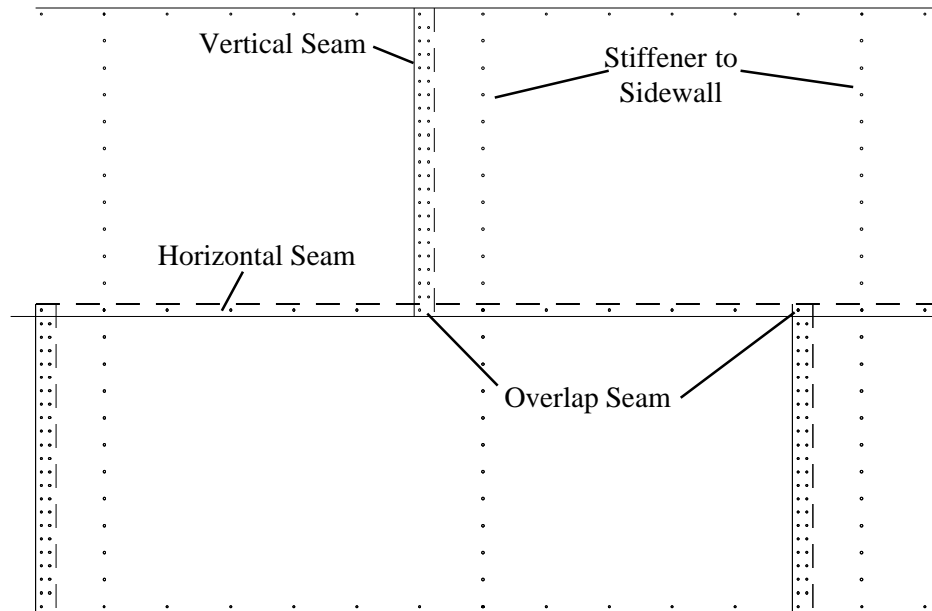 Vertical Seam
Stiffener to
Sidewall
Horizontal Seam
Overlap Seam